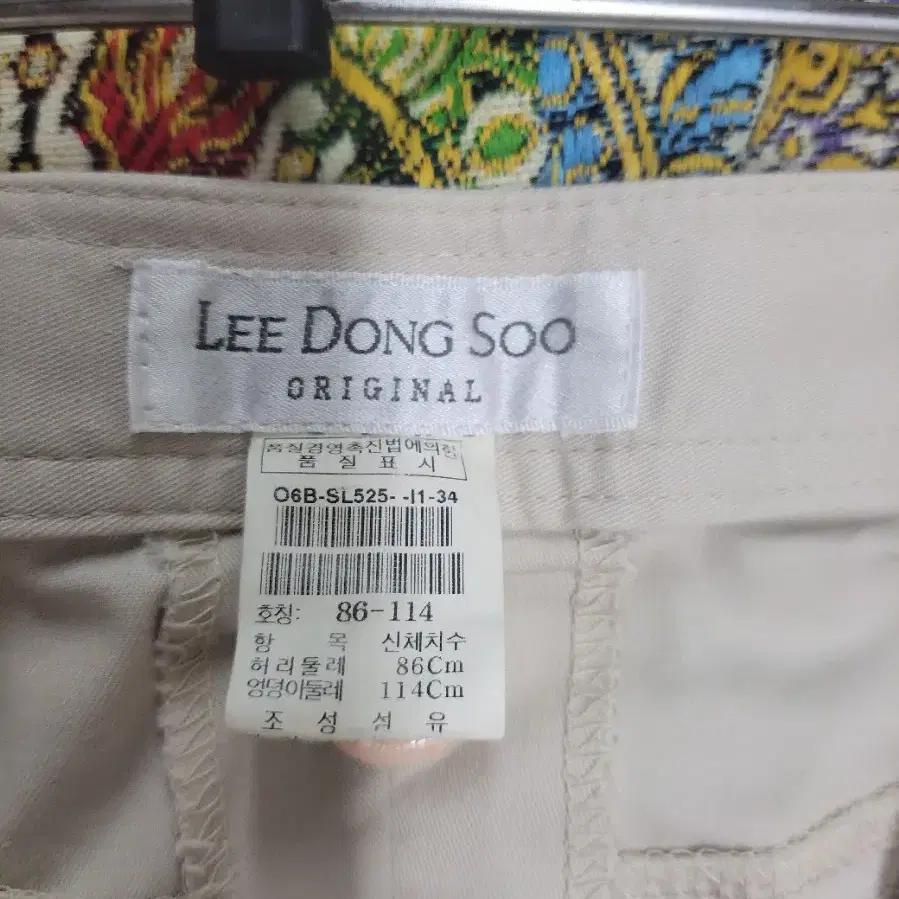 LEE DONG SOO
ORIGINAL
품질경영촉진법에의한
품 질 표 시
O6B-SL525- -I1-34
호칭: 86-114
항 목 신체치수
허리둘레 86Cm
엉덩이둘레 114Cm
조 성 섬 유